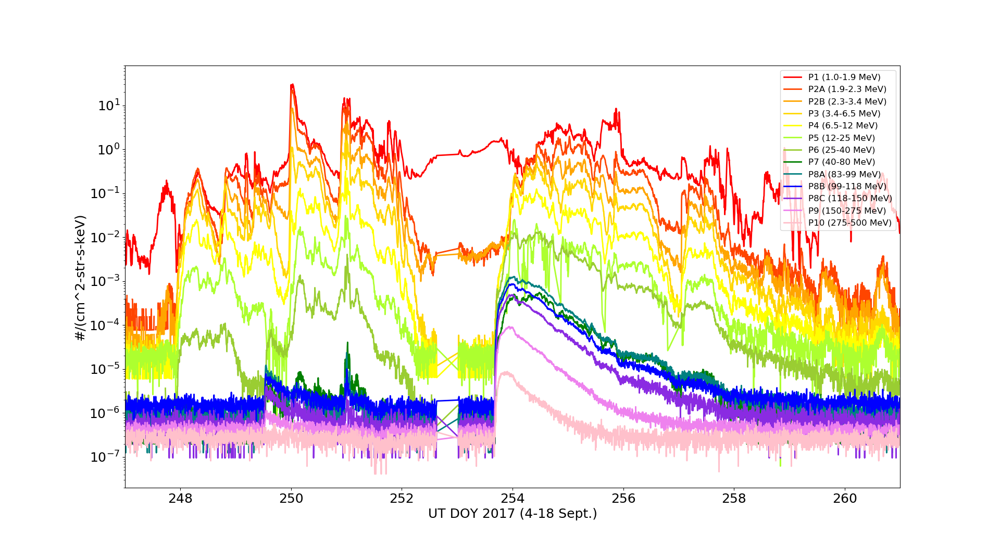 #/(cm^2-str-s-keV)
10^1
10^0
10^−1
10^−2
10^−3
10^−4
10^−5
10^−6
10^−7
P1 (1.0-1.9 MeV)
P2A (1.9-2.3 MeV)
P2B (2.3-3.4 MeV)
P3 (3.4-6.5 MeV)
P4 (6.5-12 MeV)
P5 (12-25 MeV)
P6 (25-40 MeV)
P7 (40-80 MeV)
P8A (83-99 MeV)
P8B (99-118 MeV)
P8C (118-150 MeV)
P9 (150-275 MeV)
P10 (275-500 MeV)
248 250 252 254 256 258 260
UT DOY 2017 (4-18 Sept.)